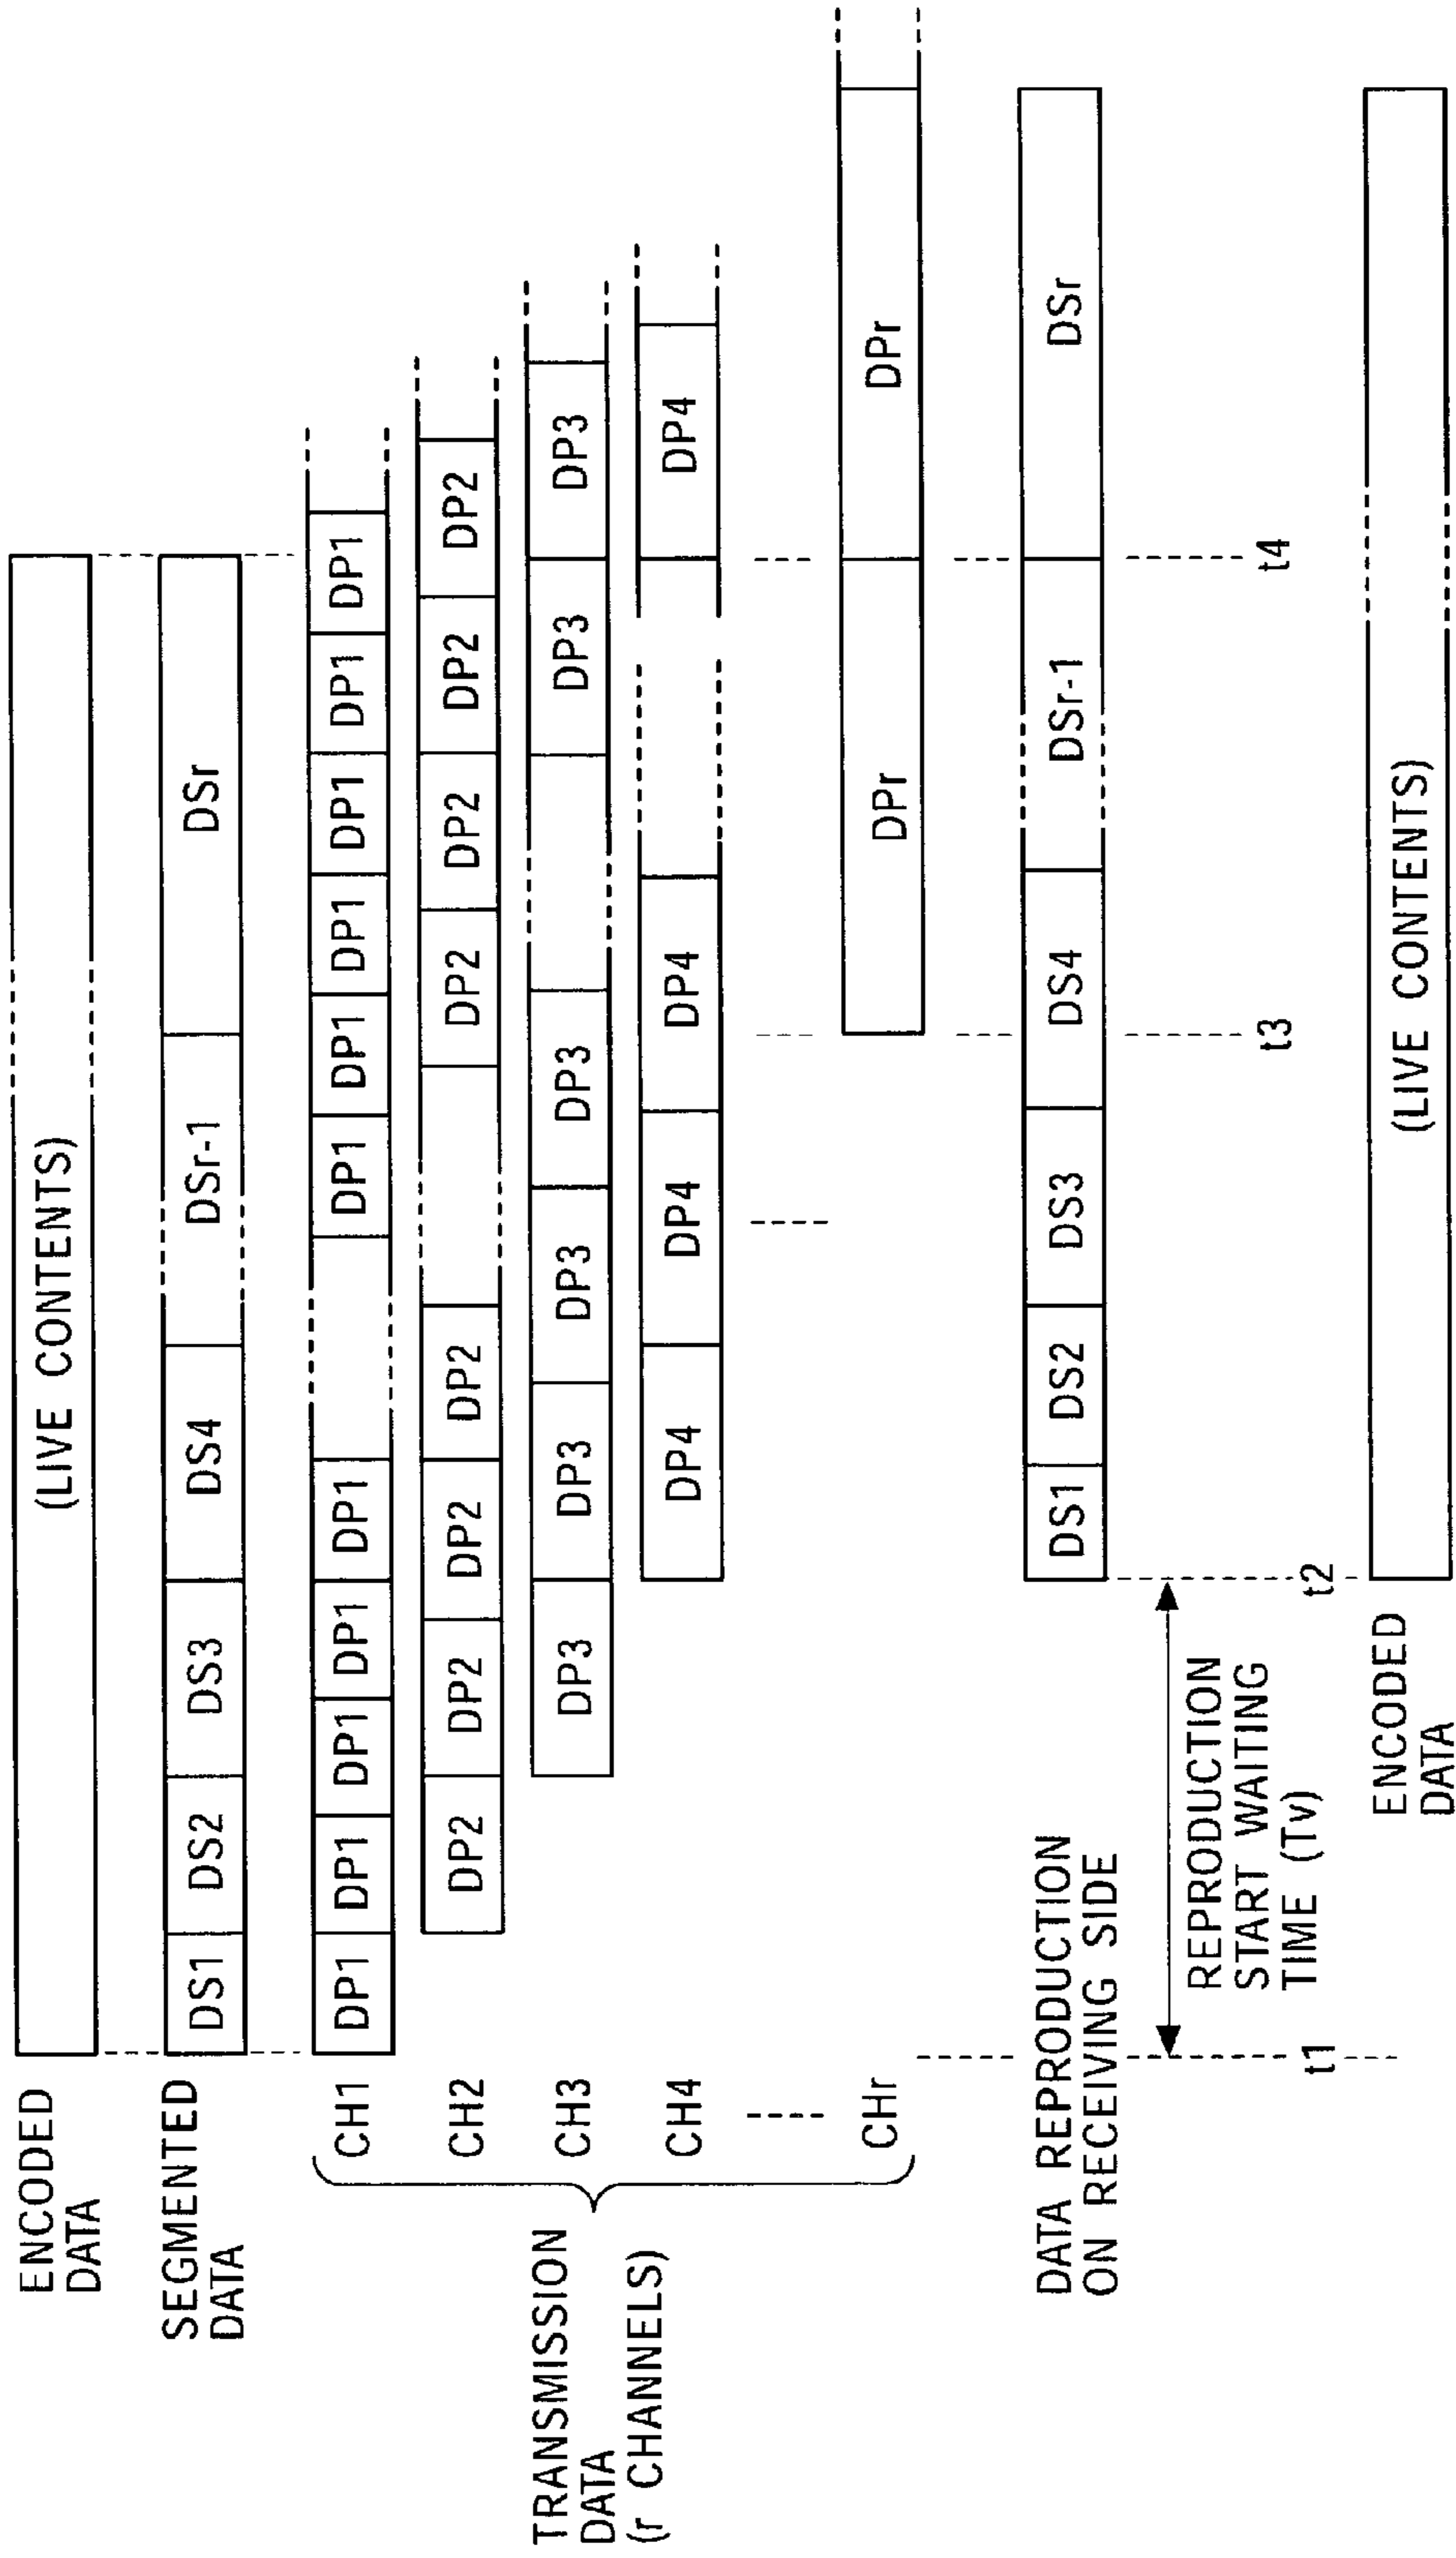 ENCODED
DATA
(LIVE CONTENTS)
SEGMENTED
DATA
DS1 DS2 DS3 DS4 DSr-1 DSr
TRANSMISSION
DATA
(r CHANNELS)
CH1 DP1 DP1 DP1 DP1 DP1 DP1 DP1 DP1 DP1 DP1 DP1
CH2 DP2 DP2 DP2 DP2 DP2 DP2 DP2 DP2
CH3 DP3 DP3 DP3 DP3 DP3 DP3
CH4 DP4 DP4 DP4 DP4
CHr DPr DPr
DATA REPRODUCTION
ON RECEIVING SIDE
DS1 DS2 DS3 DS4 DSr-1 DSr
REPRODUCTION
START WAITING
TIME (Tv)
t1 t2 t3 t4
ENCODED
DATA
(LIVE CONTENTS)